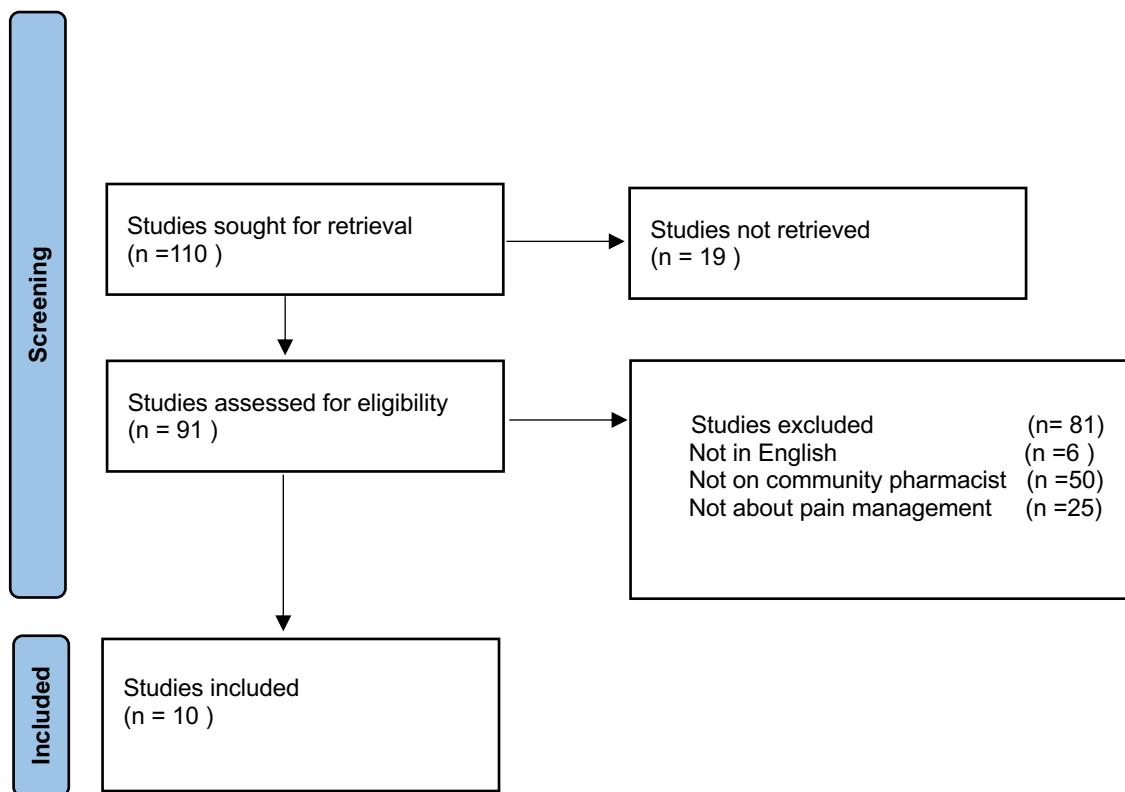 Screening
Studies sought for retrieval
(n =110 )
Studies not retrieved
(n = 19 )
Studies assessed for eligibility
(n = 91 )
Studies excluded (n= 81)
Not in English (n =6 )
Not on community pharmacist (n =50)
Not about pain management (n =25)
Included
Studies included
(n = 10 )